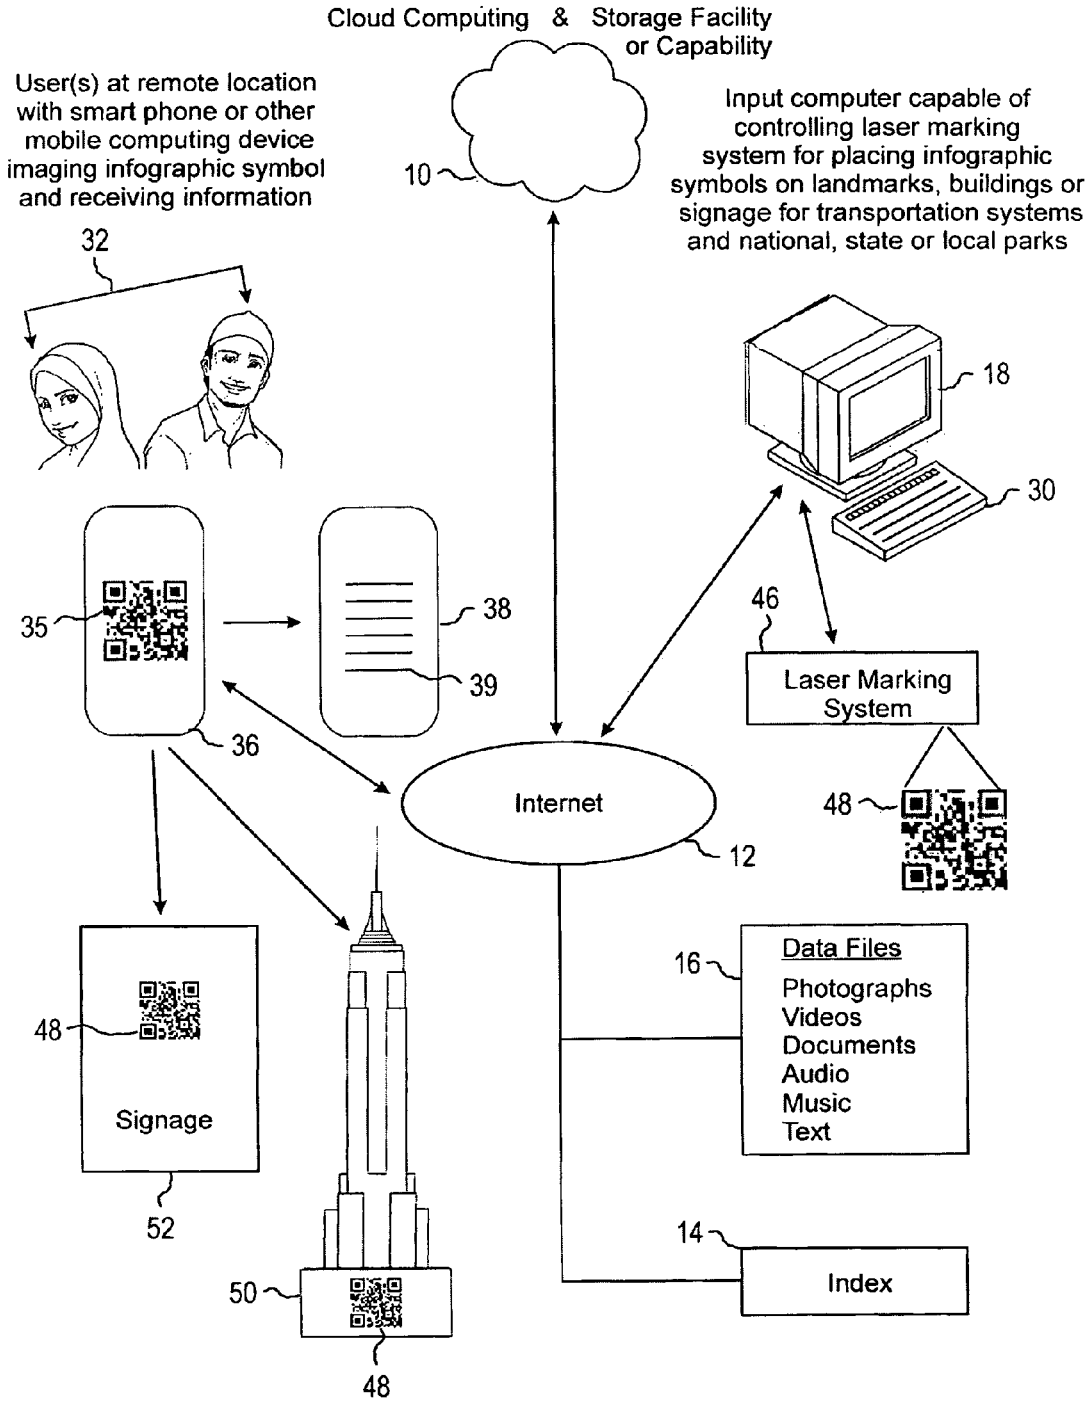 Cloud Computing & Storage Facility
or Capability
User(s) at remote location
with smart phone or other
mobile computing device
imaging infographic symbol
and receiving information
Input computer capable of
controlling laser marking
system for placing infographic
symbols on landmarks, buildings or
signage for transportation systems
and national, state or local parks
10
32
18
30
35
38
39
36
46
Laser Marking
System
48
Internet
12
48
Signage
52
16
Data Files
Photographs
Videos
Documents
Audio
Music
Text
14
Index
50
48